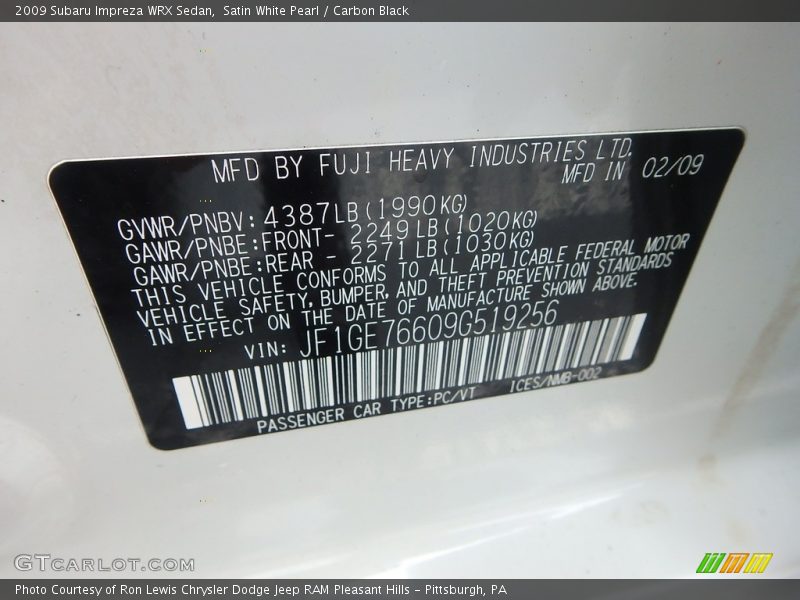 2009 Subaru Impreza WRX Sedan, Satin White Pearl / Carbon Black
MFD BY FUJI HEAVY INDUSTRIES LTD.
MFD IN 02/09
GVWR/PNBV: 4387LB(1990KG)
GAWR/PNBE:FRONT- 2249LB(1020KG)
GAWR/PNBE:REAR - 2271LB(1030KG)
THIS VEHICLE CONFORMS TO ALL APPLICABLE FEDERAL MOTOR
VEHICLE SAFETY, BUMPER, AND THEFT PREVENTION STANDARDS
IN EFFECT ON THE DATE OF MANUFACTURE SHOWN ABOVE.
VIN: JF1GE76609G519256
PASSENGER CAR TYPE:PC/VT ICES/NMB-002
GTCARLOT.COM
Photo Courtesy of Ron Lewis Chrysler Dodge Jeep RAM Pleasant Hills - Pittsburgh, PA